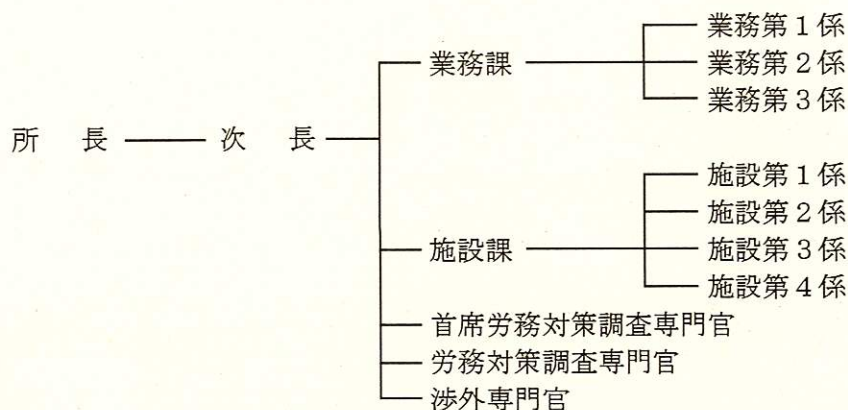 業務第１係
業務課
業務第２係
業務第３係
所　長
次　長
施設第１係
施設第２係
施設課
施設第３係
施設第４係
首席労務対策調査専門官
労務対策調査専門官
渉外専門官